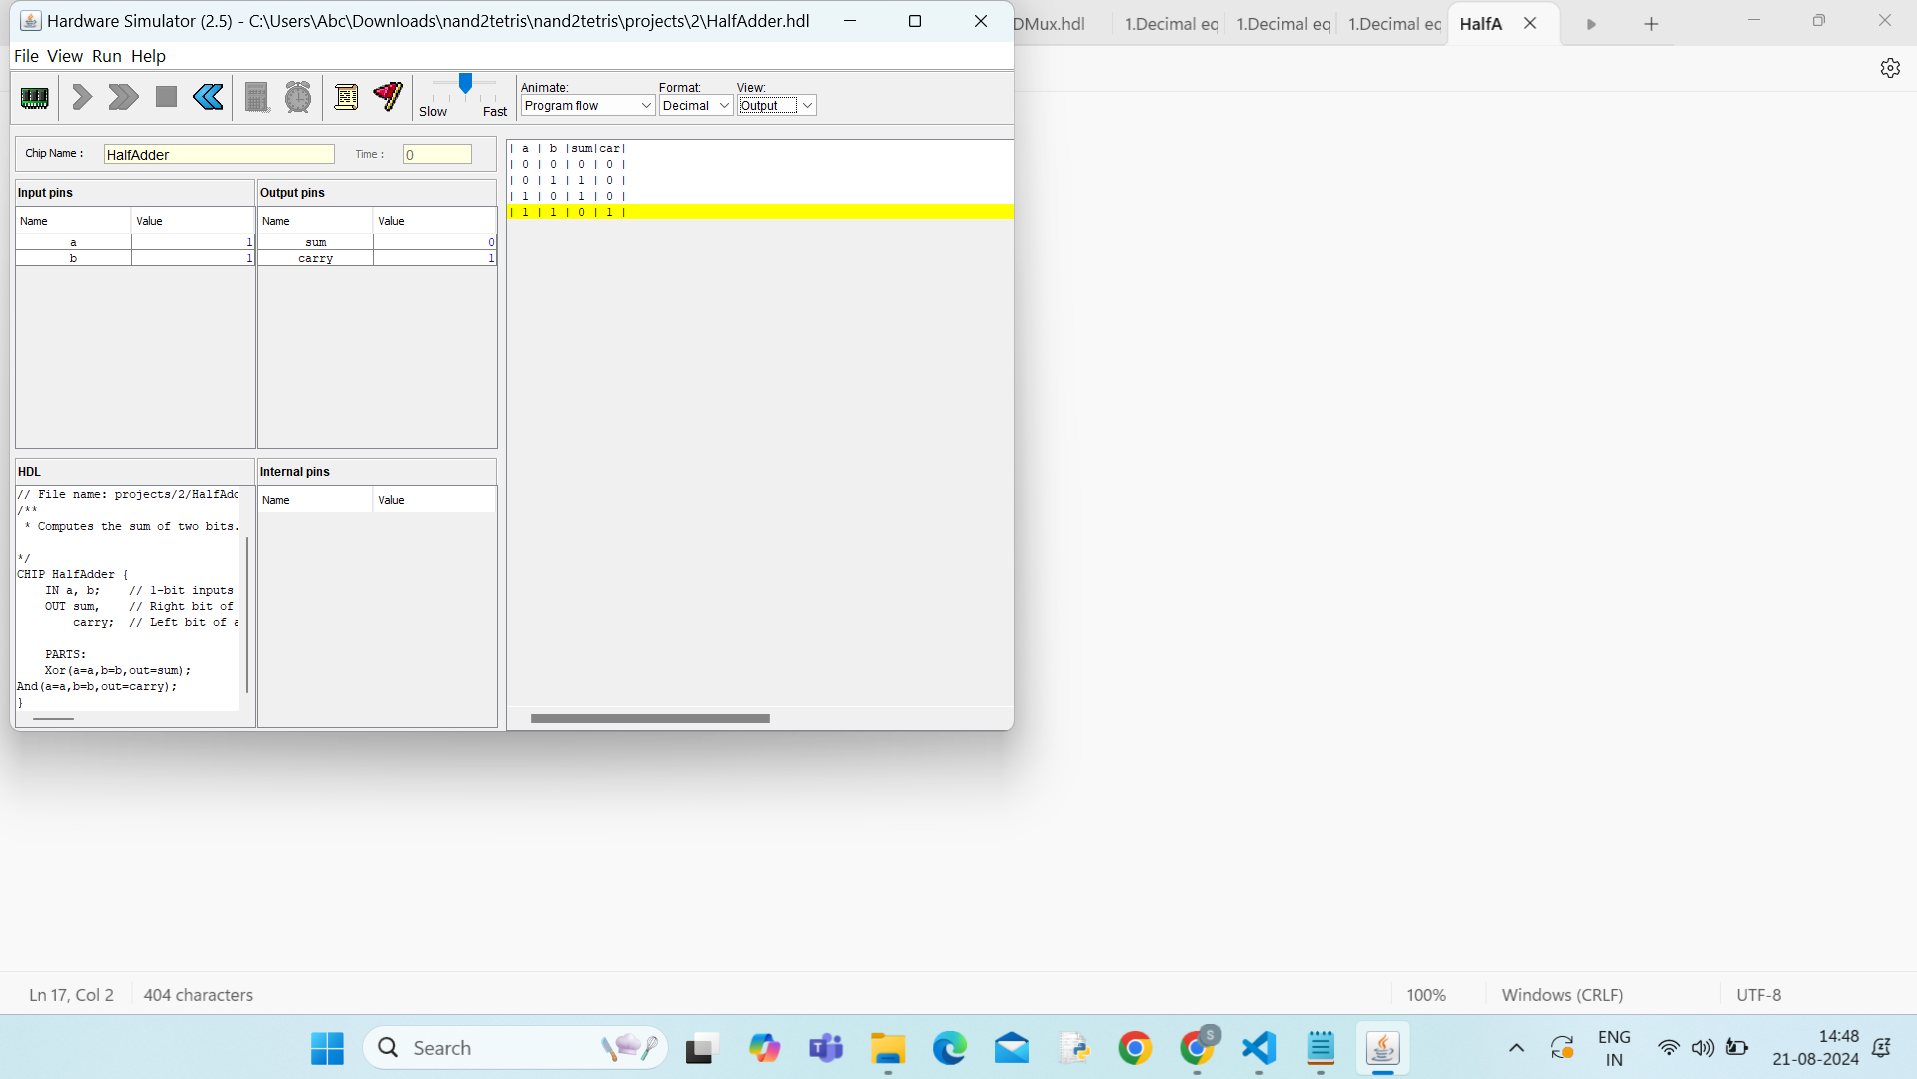 Hardware Simulator (2.5) - C:\Users\Abc\Downloads\nand2tetris\nand2tetris\projects\2\HalfAdder.hdl
DMux.hdl
1.Decimal eq
1.Decimal eq
1.Decimal eq
HalfA
File View Run Help
Slow
Fast
Animate:
Program flow
Format:
Decimal
View:
Output
Chip Name :
HalfAdder
Time :
0
Input pins
Name
Value
a
1
b
1
Output pins
Name
Value
sum
0
carry
1
| a | b |sum|car|
| 0 | 0 | 0 | 0 |
| 0 | 1 | 1 | 0 |
| 1 | 0 | 1 | 0 |
| 1 | 1 | 0 | 1 |
HDL
// File name: projects/2/HalfAdd
/**
* Computes the sum of two bits.
*/
CHIP HalfAdder {
IN a, b;    // 1-bit inputs
OUT sum,    // Right bit of
carry;  // Left bit of a
PARTS:
Xor(a=a,b=b,out=sum);
And(a=a,b=b,out=carry);
}
Internal pins
Name
Value
Ln 17, Col 2
404 characters
100%
Windows (CRLF)
UTF-8
Search
S
ENG
IN
14:48
21-08-2024